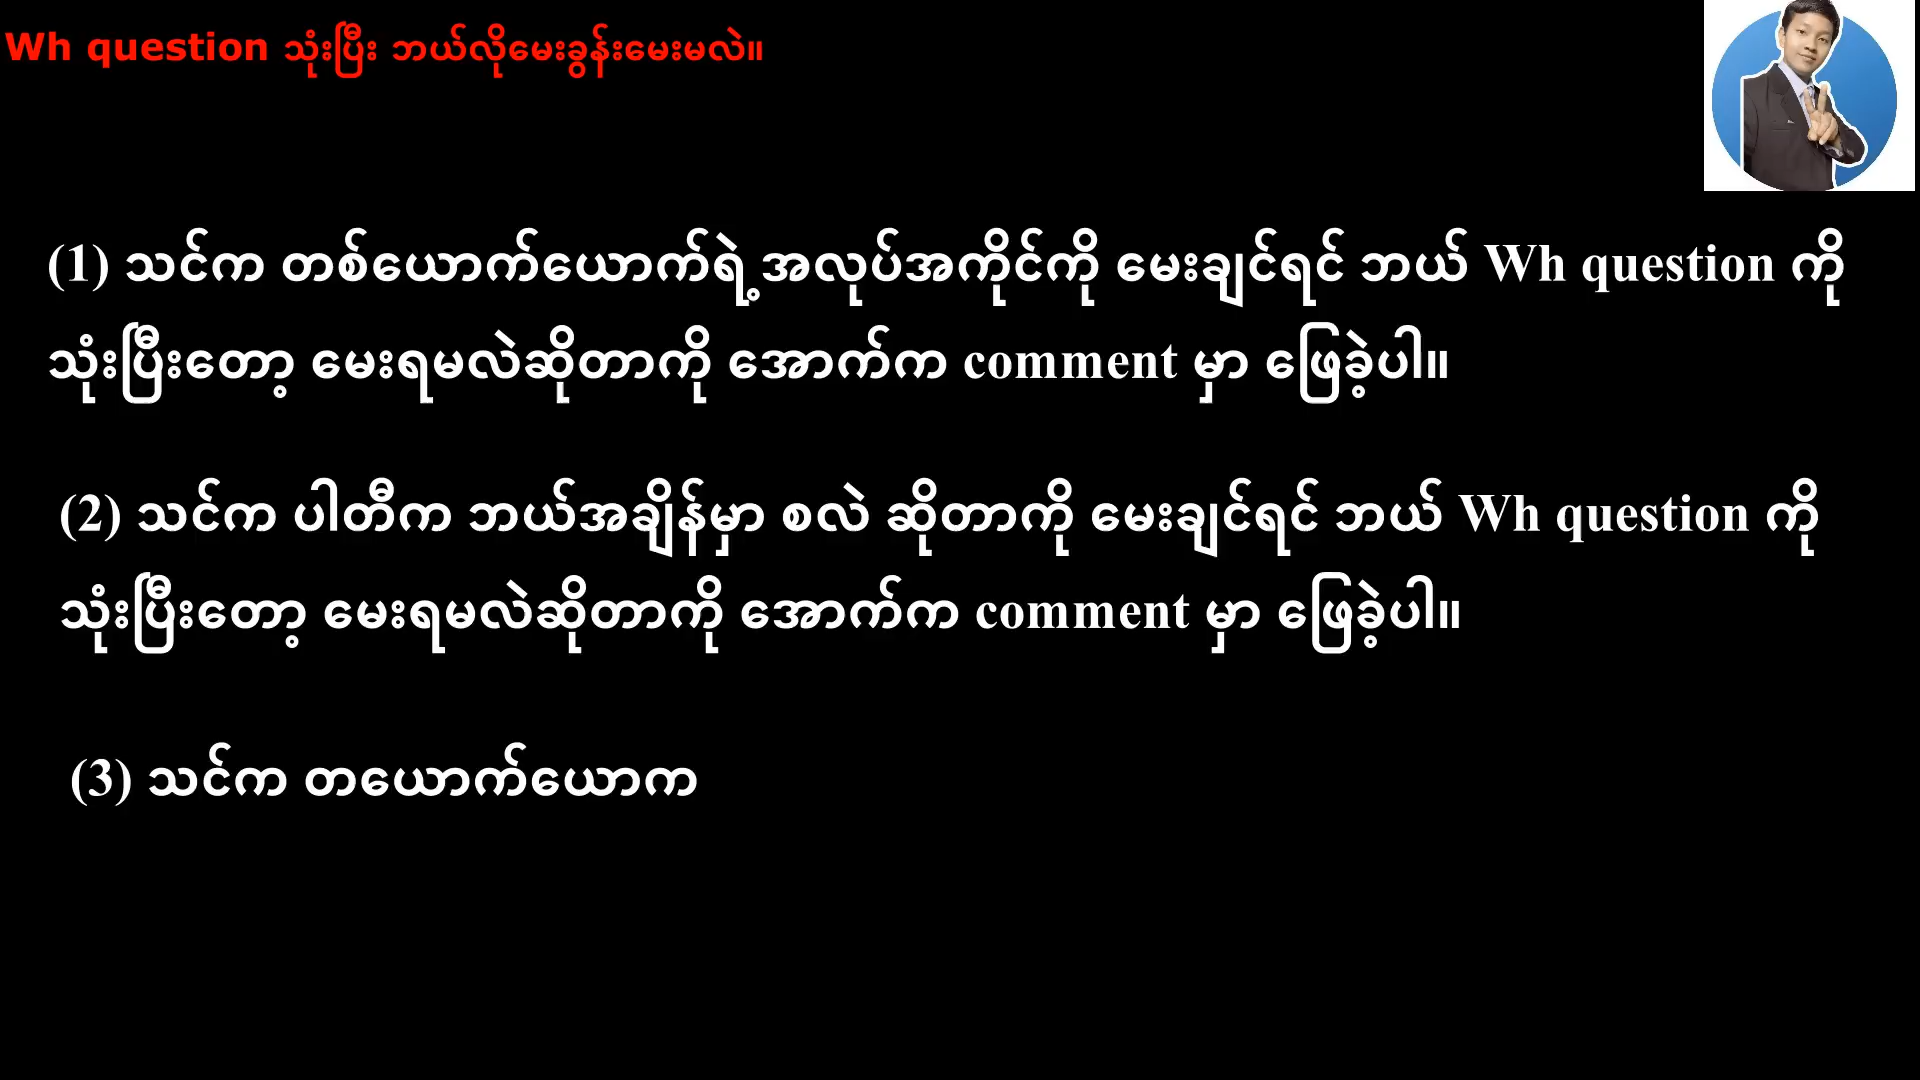 Wh question သုံးပြီး ဘယ်လိုမေးခွန်းမေးမလဲ။
(1) သင်က တစ်ယောက်ယောက်ရဲ့အလုပ်အကိုင်ကို မေးချင်ရင် ဘယ် Wh question ကို
သုံးပြီးတော့ မေးရမလဲဆိုတာကို အောက်က comment မှာ ဖြေခဲ့ပါ။
(2) သင်က ပါတီက ဘယ်အချိန်မှာ စလဲ ဆိုတာကို မေးချင်ရင် ဘယ် Wh question ကို
သုံးပြီးတော့ မေးရမလဲဆိုတာကို အောက်က comment မှာ ဖြေခဲ့ပါ။
(3) သင်က တယောက်ယောက